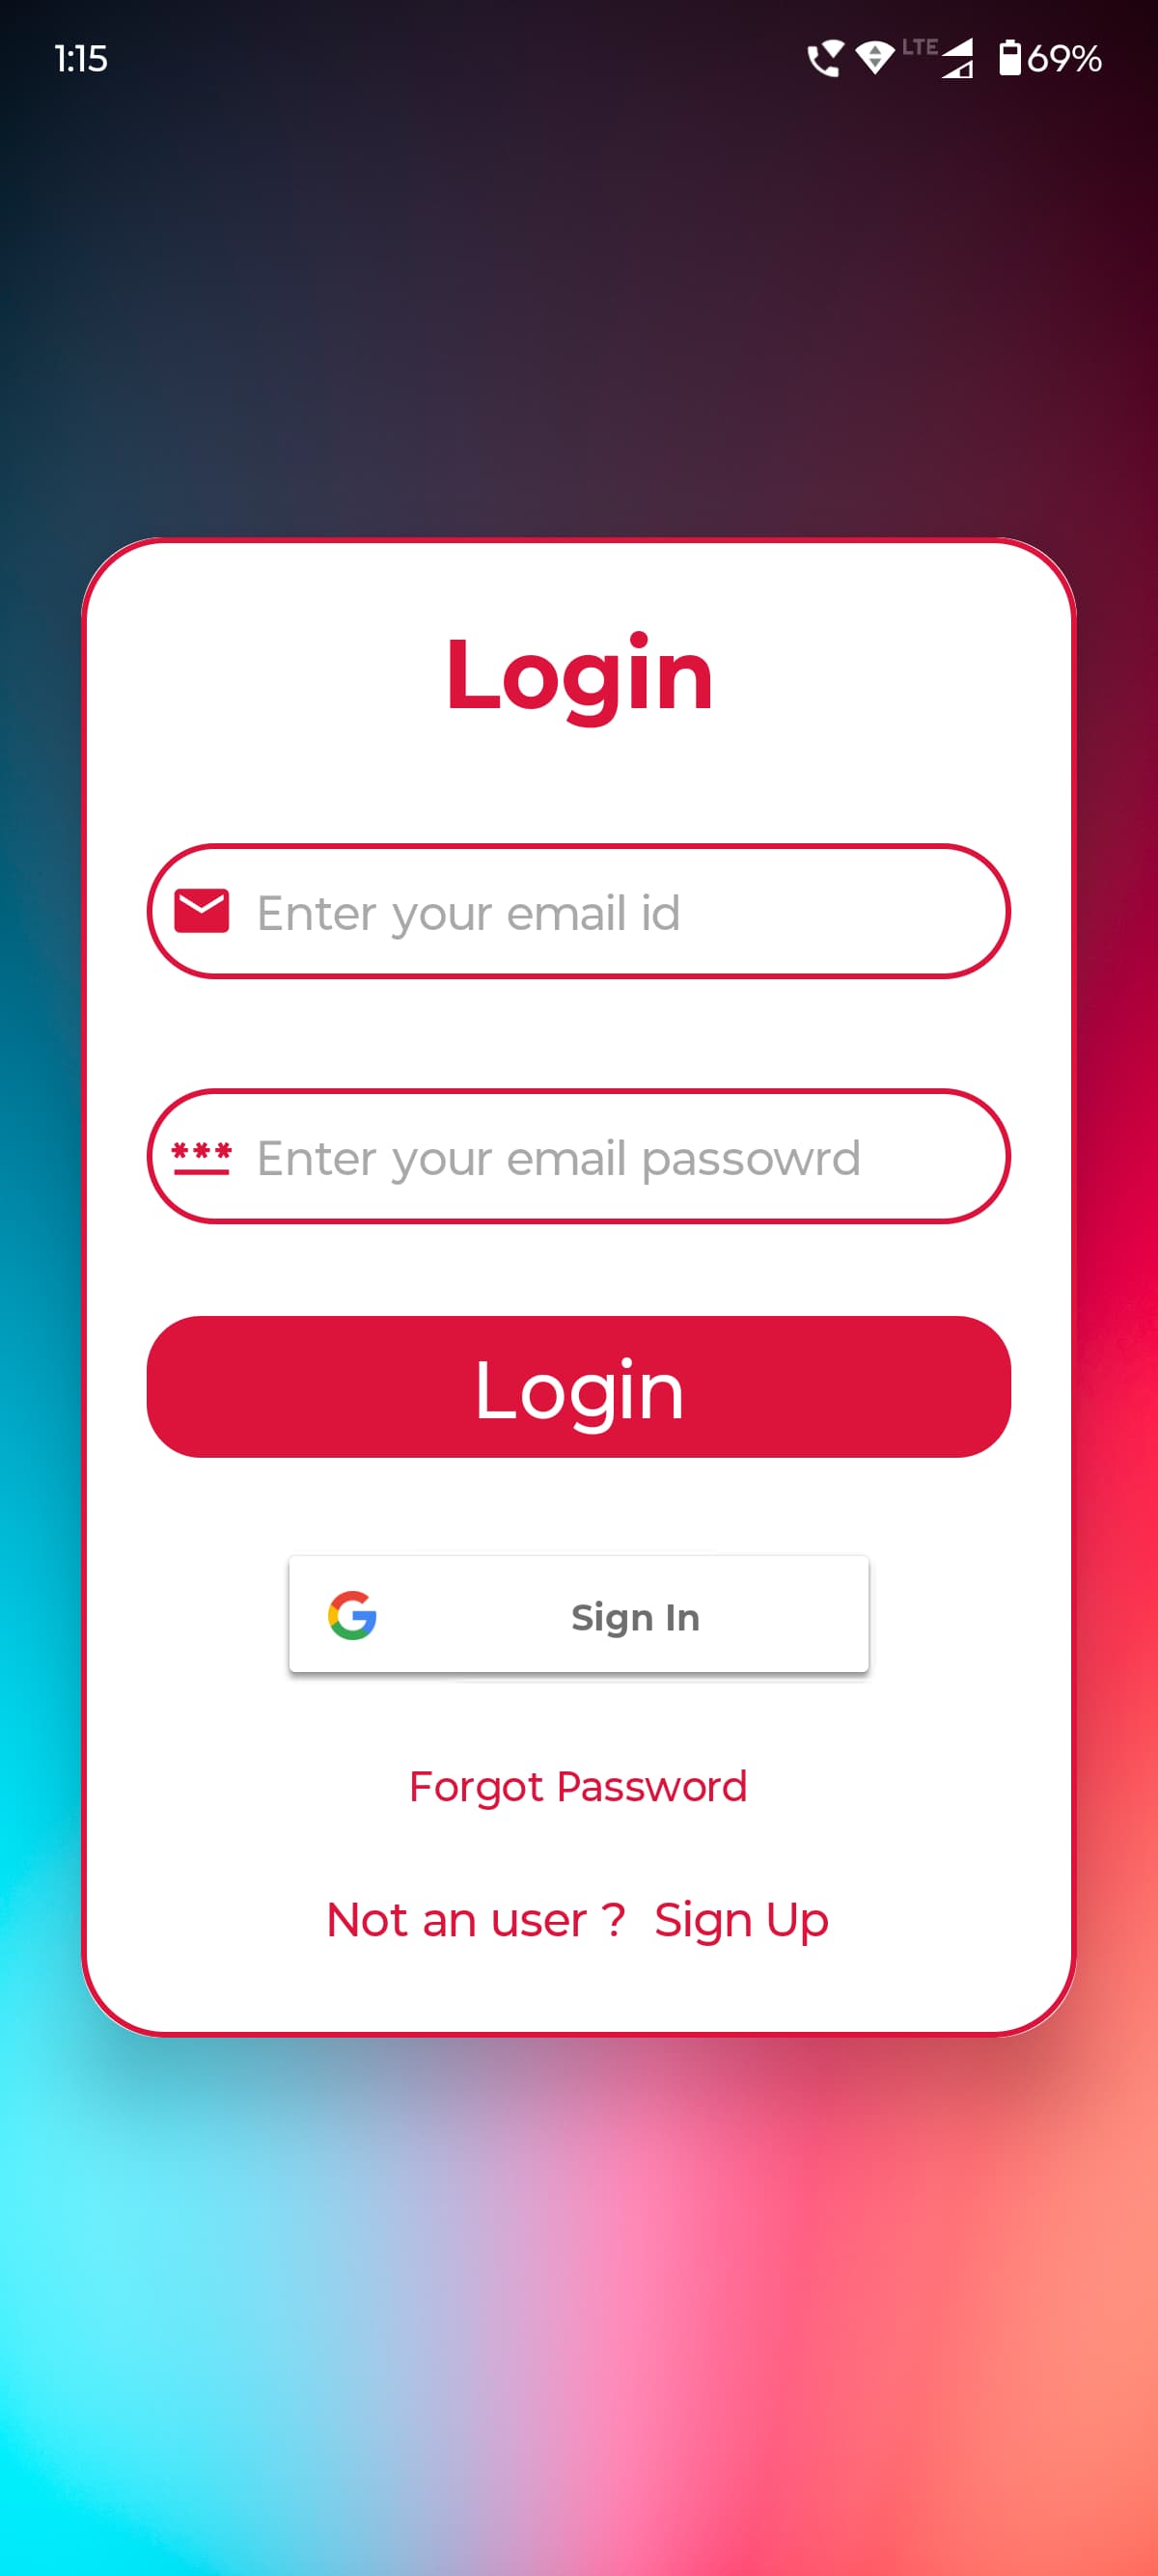 1:15 LTE 69%
Login
Enter your email id
*** Enter your email passowrd
Login
G Sign In
Forgot Password
Not an user ? Sign Up